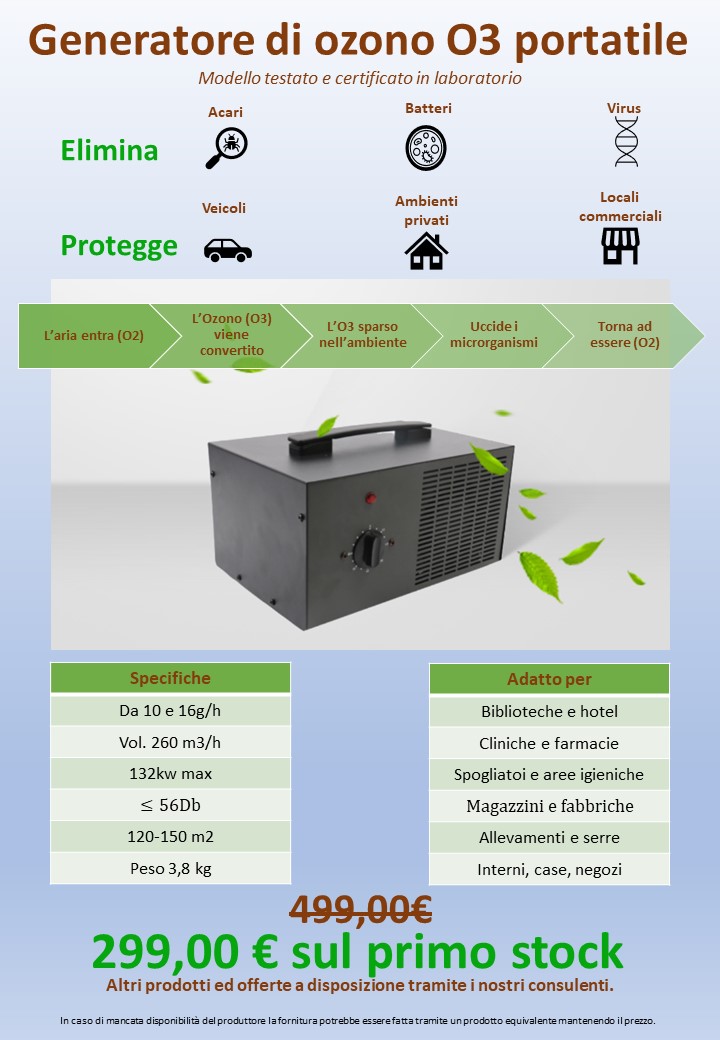 Generatore di ozono O3 portatile
Modello testato e certificato in laboratorio
Elimina
Acari
Batteri
Virus
Protegge
Veicoli
Ambienti
privati
Locali
commerciali
L'aria entra (O2)
L'Ozono (O3)
viene
convertito
L'O3 sparso
nell'ambiente
Uccide i
microrganismi
Torna ad
essere (O2)
Specifiche
Da 10 e 16g/h
Vol. 260 m3/h
132kw max
≤ 56Db
120-150 m2
Peso 3,8 kg
Adatto per
Biblioteche e hotel
Cliniche e farmacie
Spogliatoi e aree igieniche
Magazzini e fabbriche
Allevamenti e serre
Interni, case, negozi
499,00€
299,00 € sul primo stock
Altri prodotti ed offerte a disposizione tramite i nostri consulenti.
In caso di mancata disponibilità del produttore la fornitura potrebbe essere fatta tramite un prodotto equivalente mantenendo il prezzo.